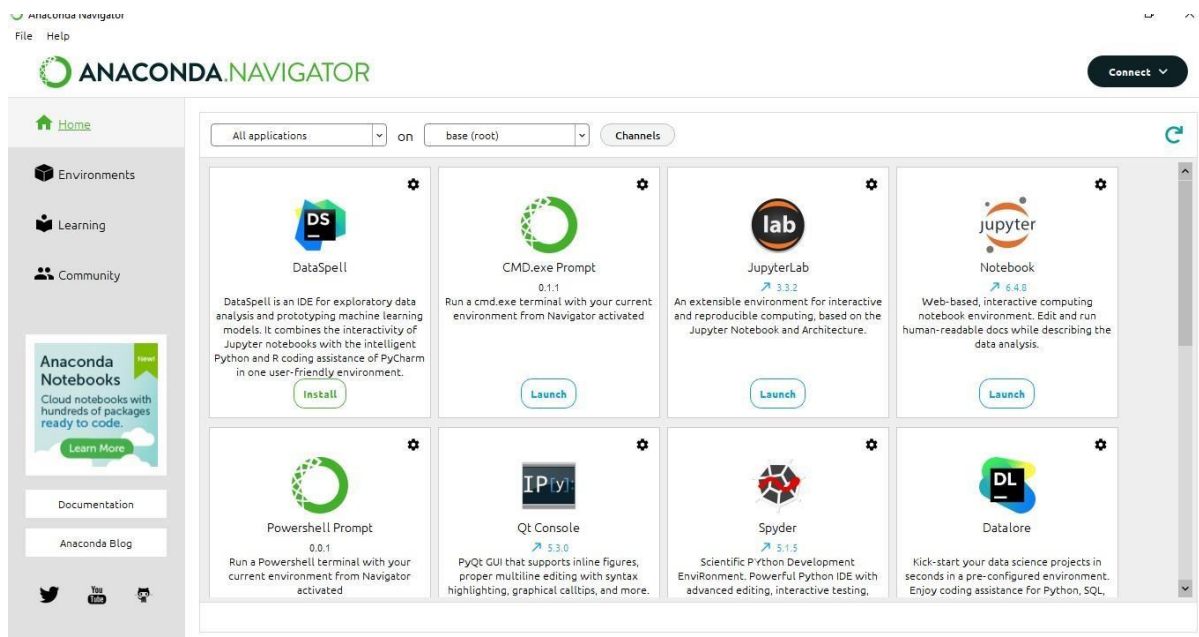 Anaconda Navigator
File Help
ANACONDA.NAVIGATOR
Connect
Home
Environments
Learning
Community
Anaconda
Notebooks
New!
Cloud notebooks with
hundreds of packages
ready to code.
Learn More
Documentation
Anaconda Blog
You
Tube
All applications on base (root) Channels
DS
DataSpell
DataSpell is an IDE for exploratory data
analysis and prototyping machine learning
models. It combines the interactivity of
Jupyter notebooks with the intelligent
Python and R coding assistance of PyCharm
in one user-friendly environment.
Install
CMD.exe Prompt
0.1.1
Run a cmd.exe terminal with your current
environment from Navigator activated
Launch
lab
JupyterLab
3.3.2
An extensible environment for interactive
and reproducible computing, based on the
Jupyter Notebook and Architecture.
Launch
jupyter
Notebook
6.4.8
Web-based, interactive computing
notebook environment. Edit and run
human-readable docs while describing the
data analysis.
Launch
Powershell Prompt
0.0.1
Run a Powershell terminal with your
current environment from Navigator
activated
IP[y]:
Qt Console
5.3.0
PyQt GUI that supports inline figures,
proper multiline editing with syntax
highlighting, graphical calltips, and more.
Spyder
5.1.5
Scientific PYthon Development
EnviRonment. Powerful Python IDE with
advanced editing, interactive testing,
DL
Datalore
Kick-start your data science projects in
seconds in a pre-configured environment.
Enjoy coding assistance for Python, SQL,